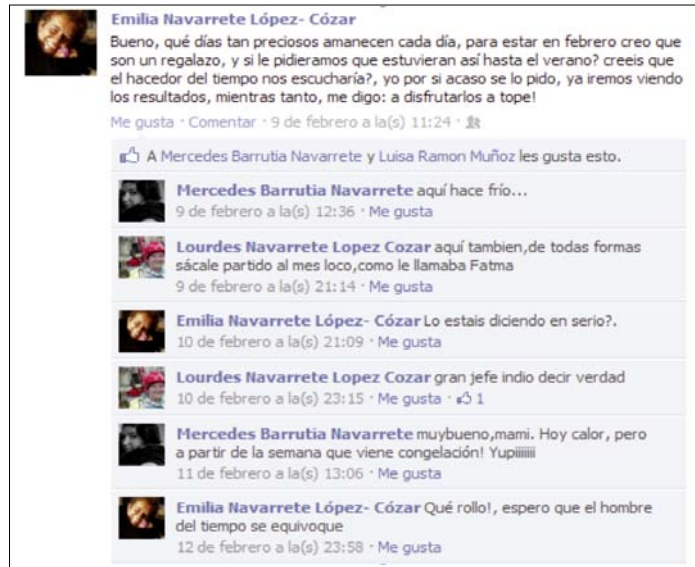 Emilia Navarrete López- Cózar
Bueno, qué días tan preciosos amanecen cada día, para estar en febrero creo que
son un regalazo, y si le pidieramos que estuvieran así hasta el verano? creeis que
el hacedor del tiempo nos escucharía?, yo por si acaso se lo pido, ya iremos viendo
los resultados, mientras tanto, me digo: a disfrutarlos a tope!
Me gusta · Comentar · 9 de febrero a la(s) 11:24 ·
A Mercedes Barrutia Navarrete y Luisa Ramon Muñoz les gusta esto.
Mercedes Barrutia Navarrete aquí hace frío...
9 de febrero a la(s) 12:36 · Me gusta
Lourdes Navarrete Lopez Cozar aquí tambien,de todas formas
sácale partido al mes loco,como le llamaba Fatma
9 de febrero a la(s) 21:14 · Me gusta
Emilia Navarrete López- Cózar Lo estais diciendo en serio?.
10 de febrero a la(s) 21:09 · Me gusta
Lourdes Navarrete Lopez Cozar gran jefe indio decir verdad
10 de febrero a la(s) 23:15 · Me gusta · 1
Mercedes Barrutia Navarrete muybueno,mami. Hoy calor, pero
a partir de la semana que viene congelación! Yupiiiiiii
11 de febrero a la(s) 13:06 · Me gusta
Emilia Navarrete López- Cózar Qué rollo!, espero que el hombre
del tiempo se equivoque
12 de febrero a la(s) 23:58 · Me gusta